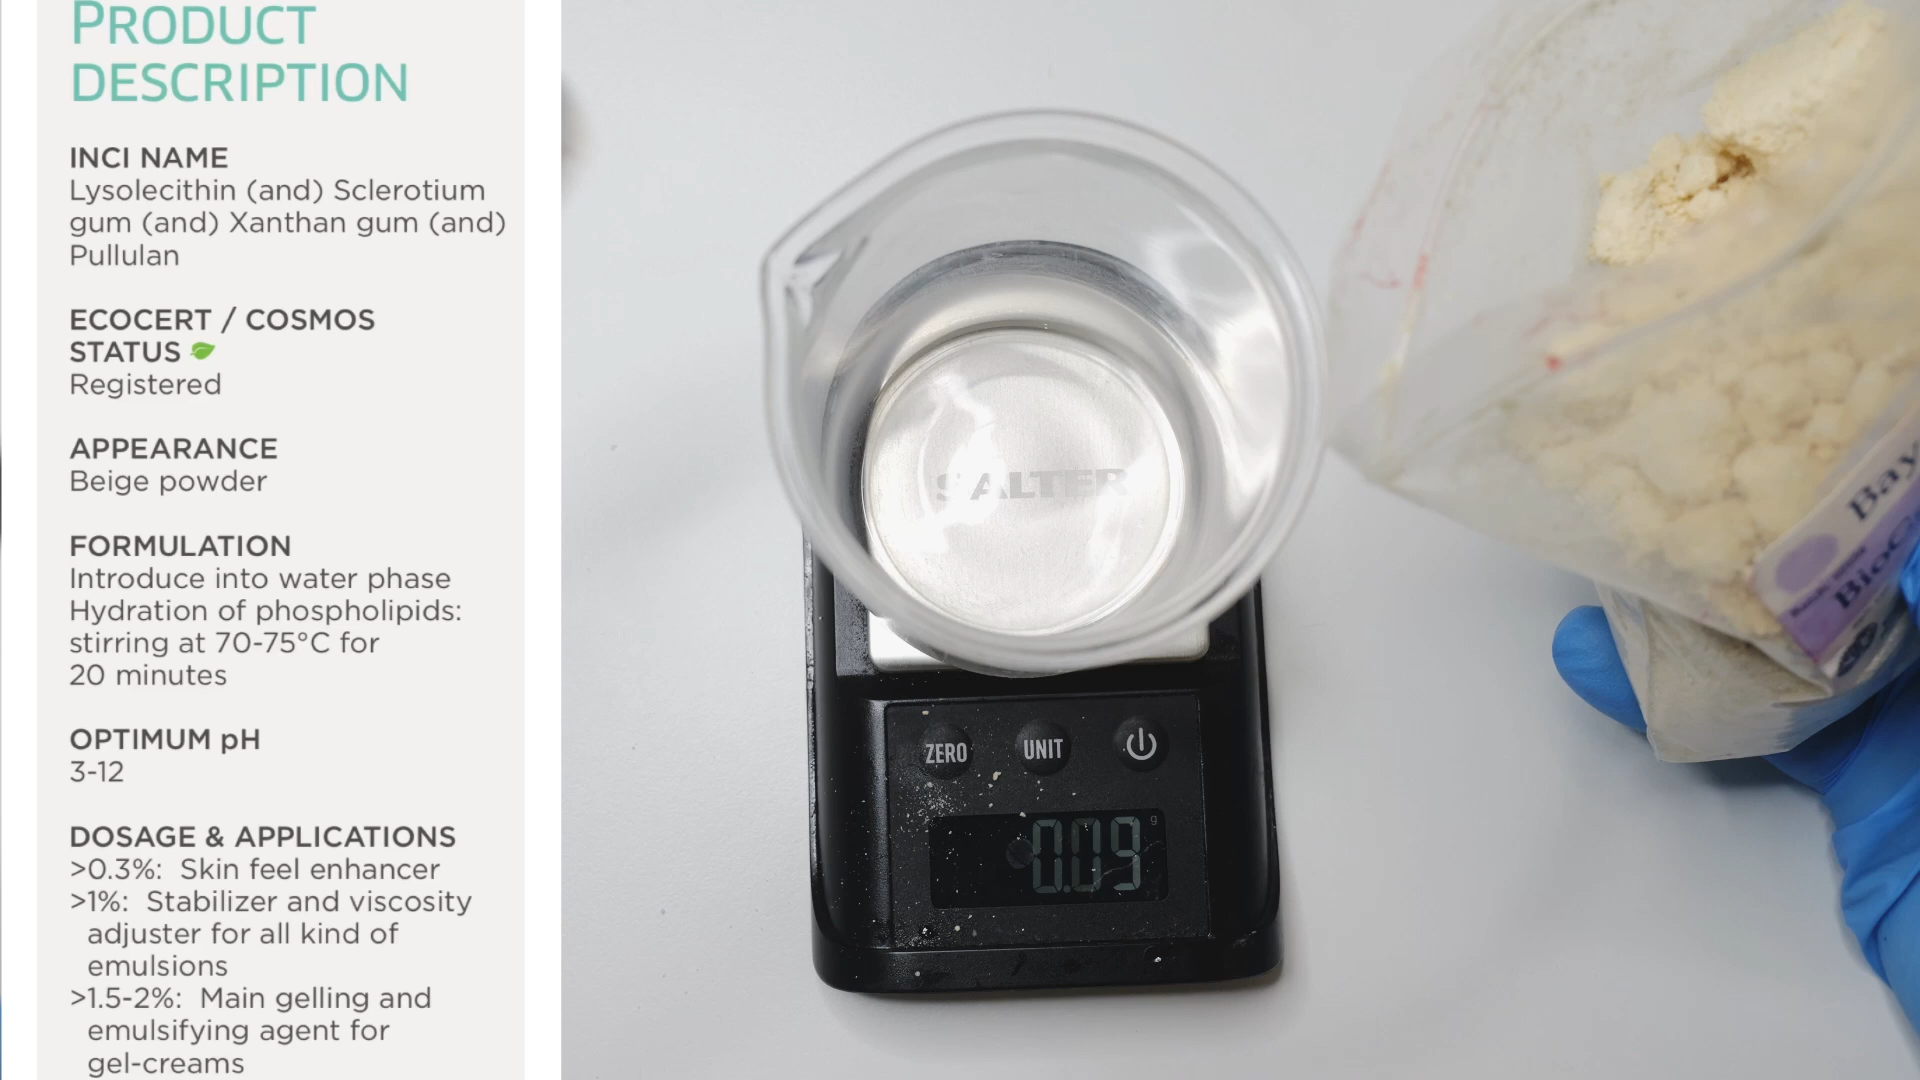 PRODUCT
DESCRIPTION
INCI NAME
Lysolecithin (and) Sclerotium
gum (and) Xanthan gum (and)
Pullulan
ECOCERT / COSMOS
STATUS
Registered
APPEARANCE
Beige powder
FORMULATION
Introduce into water phase
Hydration of phospholipids:
stirring at 70-75°C for
20 minutes
OPTIMUM pH
3-12
DOSAGE & APPLICATIONS
>0.3%: Skin feel enhancer
>1%: Stabilizer and viscosity
adjuster for all kind of
emulsions
>1.5-2%: Main gelling and
emulsifying agent for
gel-creams
SALTER
ZERO
UNIT
0.09
g